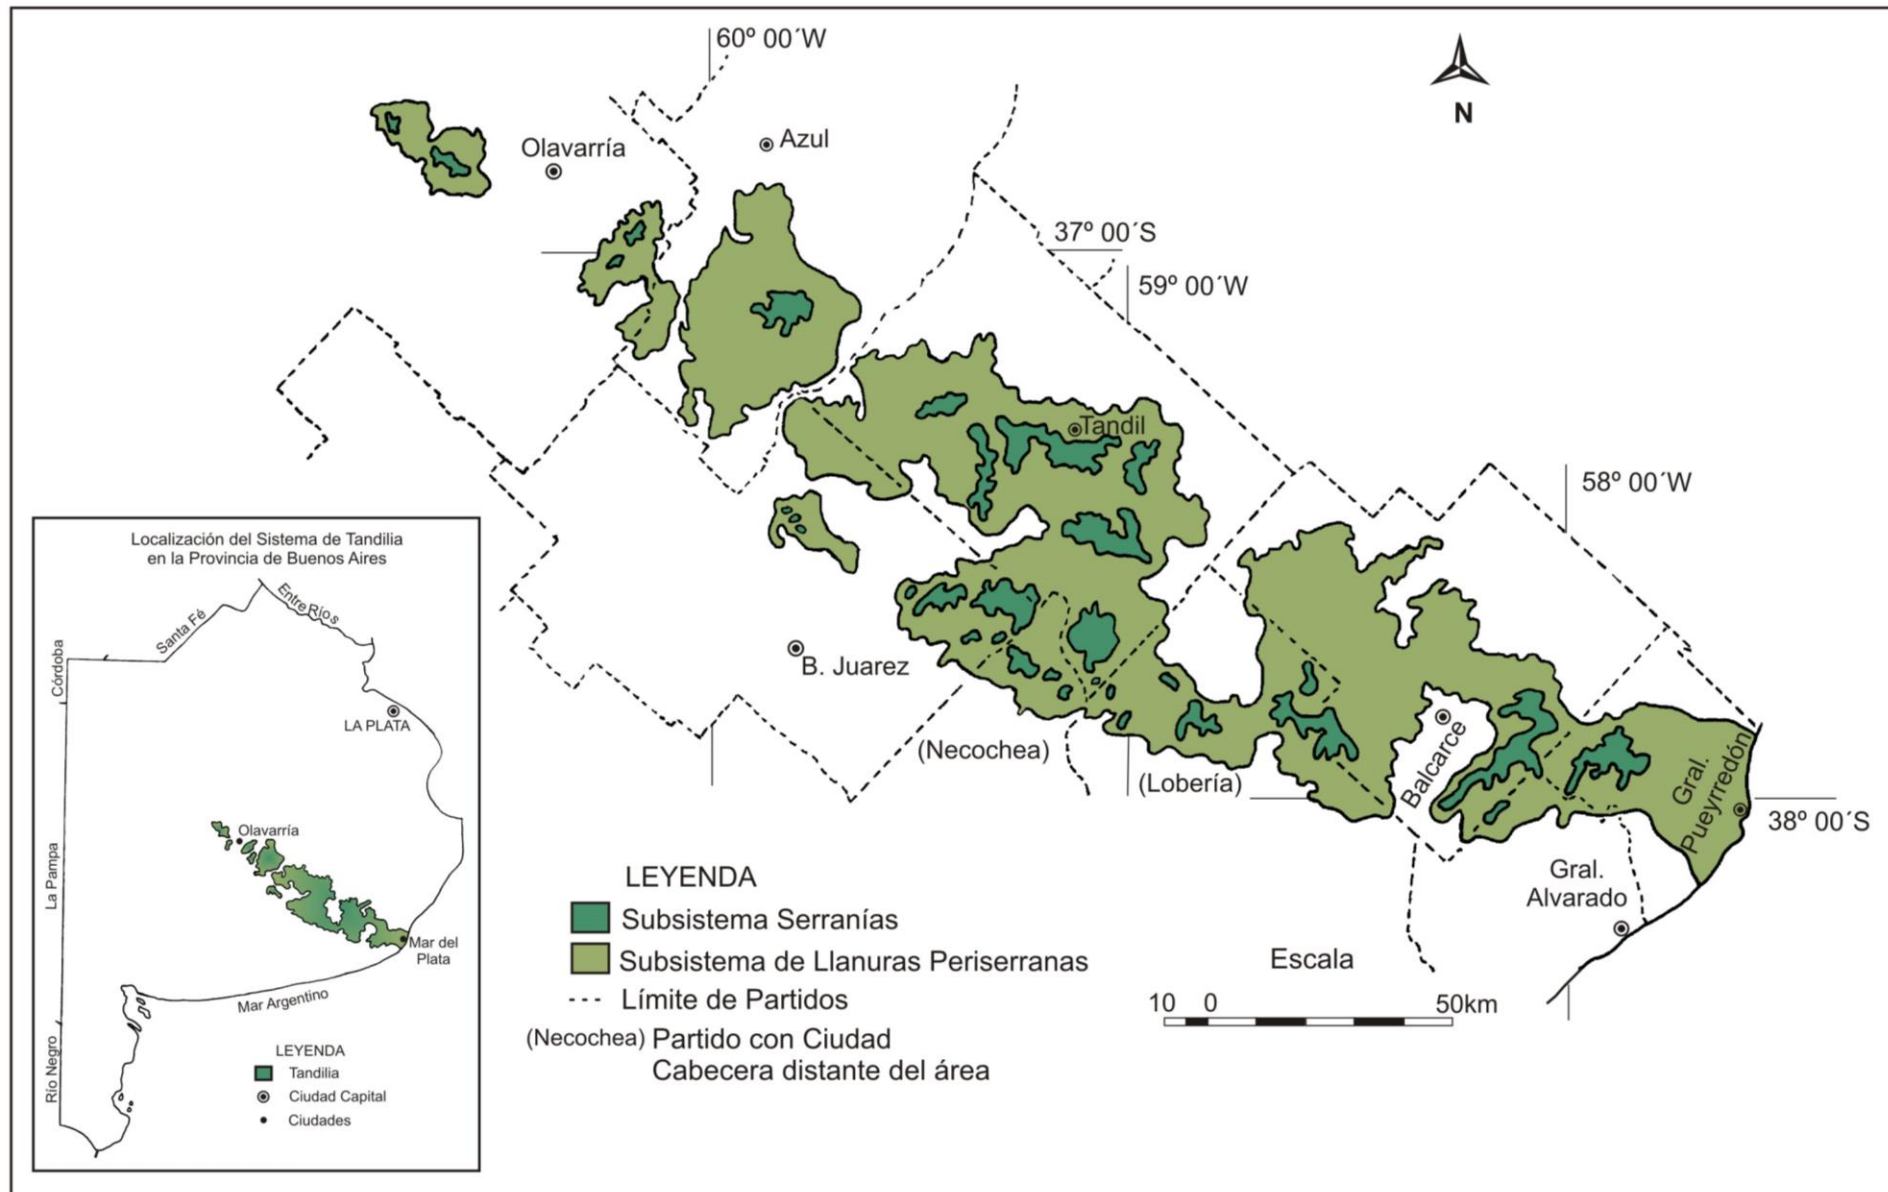 60º 00´W
N
Olavarría
Azul
37º 00´S
59º 00´W
Tandil
58º 00´W
B. Juarez
(Necochea)
(Lobería)
Balcarce
Gral.
Pueyrredón
38º 00´S
Gral.
Alvarado
LEYENDA
Subsistema Serranías
Subsistema de Llanuras Periserranas
Límite de Partidos
(Necochea) Partido con Ciudad
Cabecera distante del área
Escala
10 0 50km
Localización del Sistema de Tandilia
en la Provincia de Buenos Aires
Entre Ríos
Santa Fé
Córdoba
LA PLATA
Olavarría
La Pampa
Mar del
Plata
Mar Argentino
Río Negro
LEYENDA
Tandilia
Ciudad Capital
Ciudades